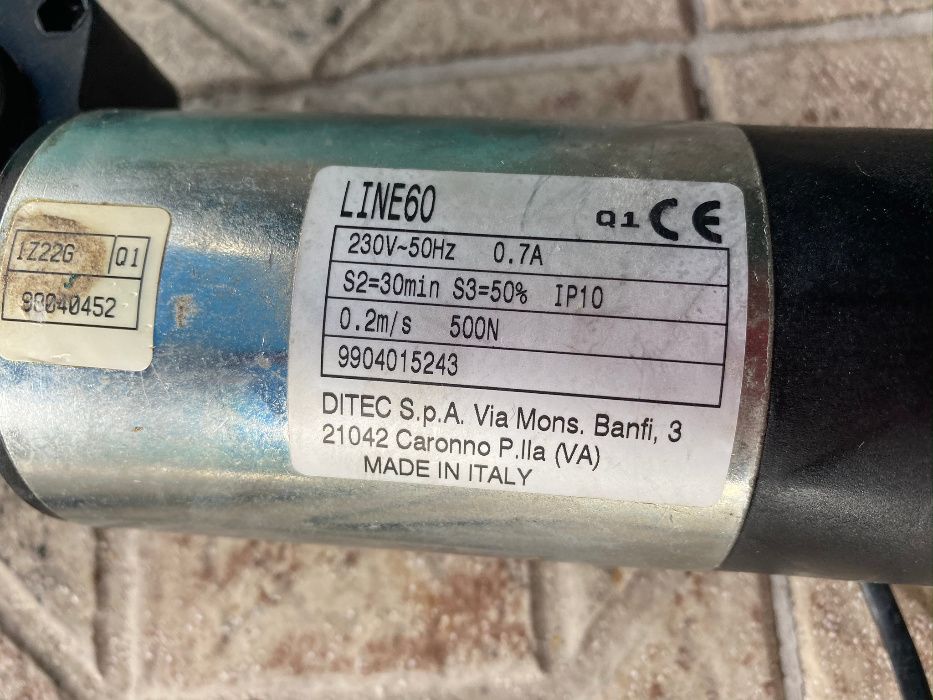 LINE60
Q1 CE
230V~50Hz 0.7A
S2=30min S3=50% IP10
0.2m/s 500N
9904015243
DITEC S.p.A. Via Mons. Banfi, 3
21042 Caronno P.lla (VA)
MADE IN ITALY
1Z22G Q1
98040452